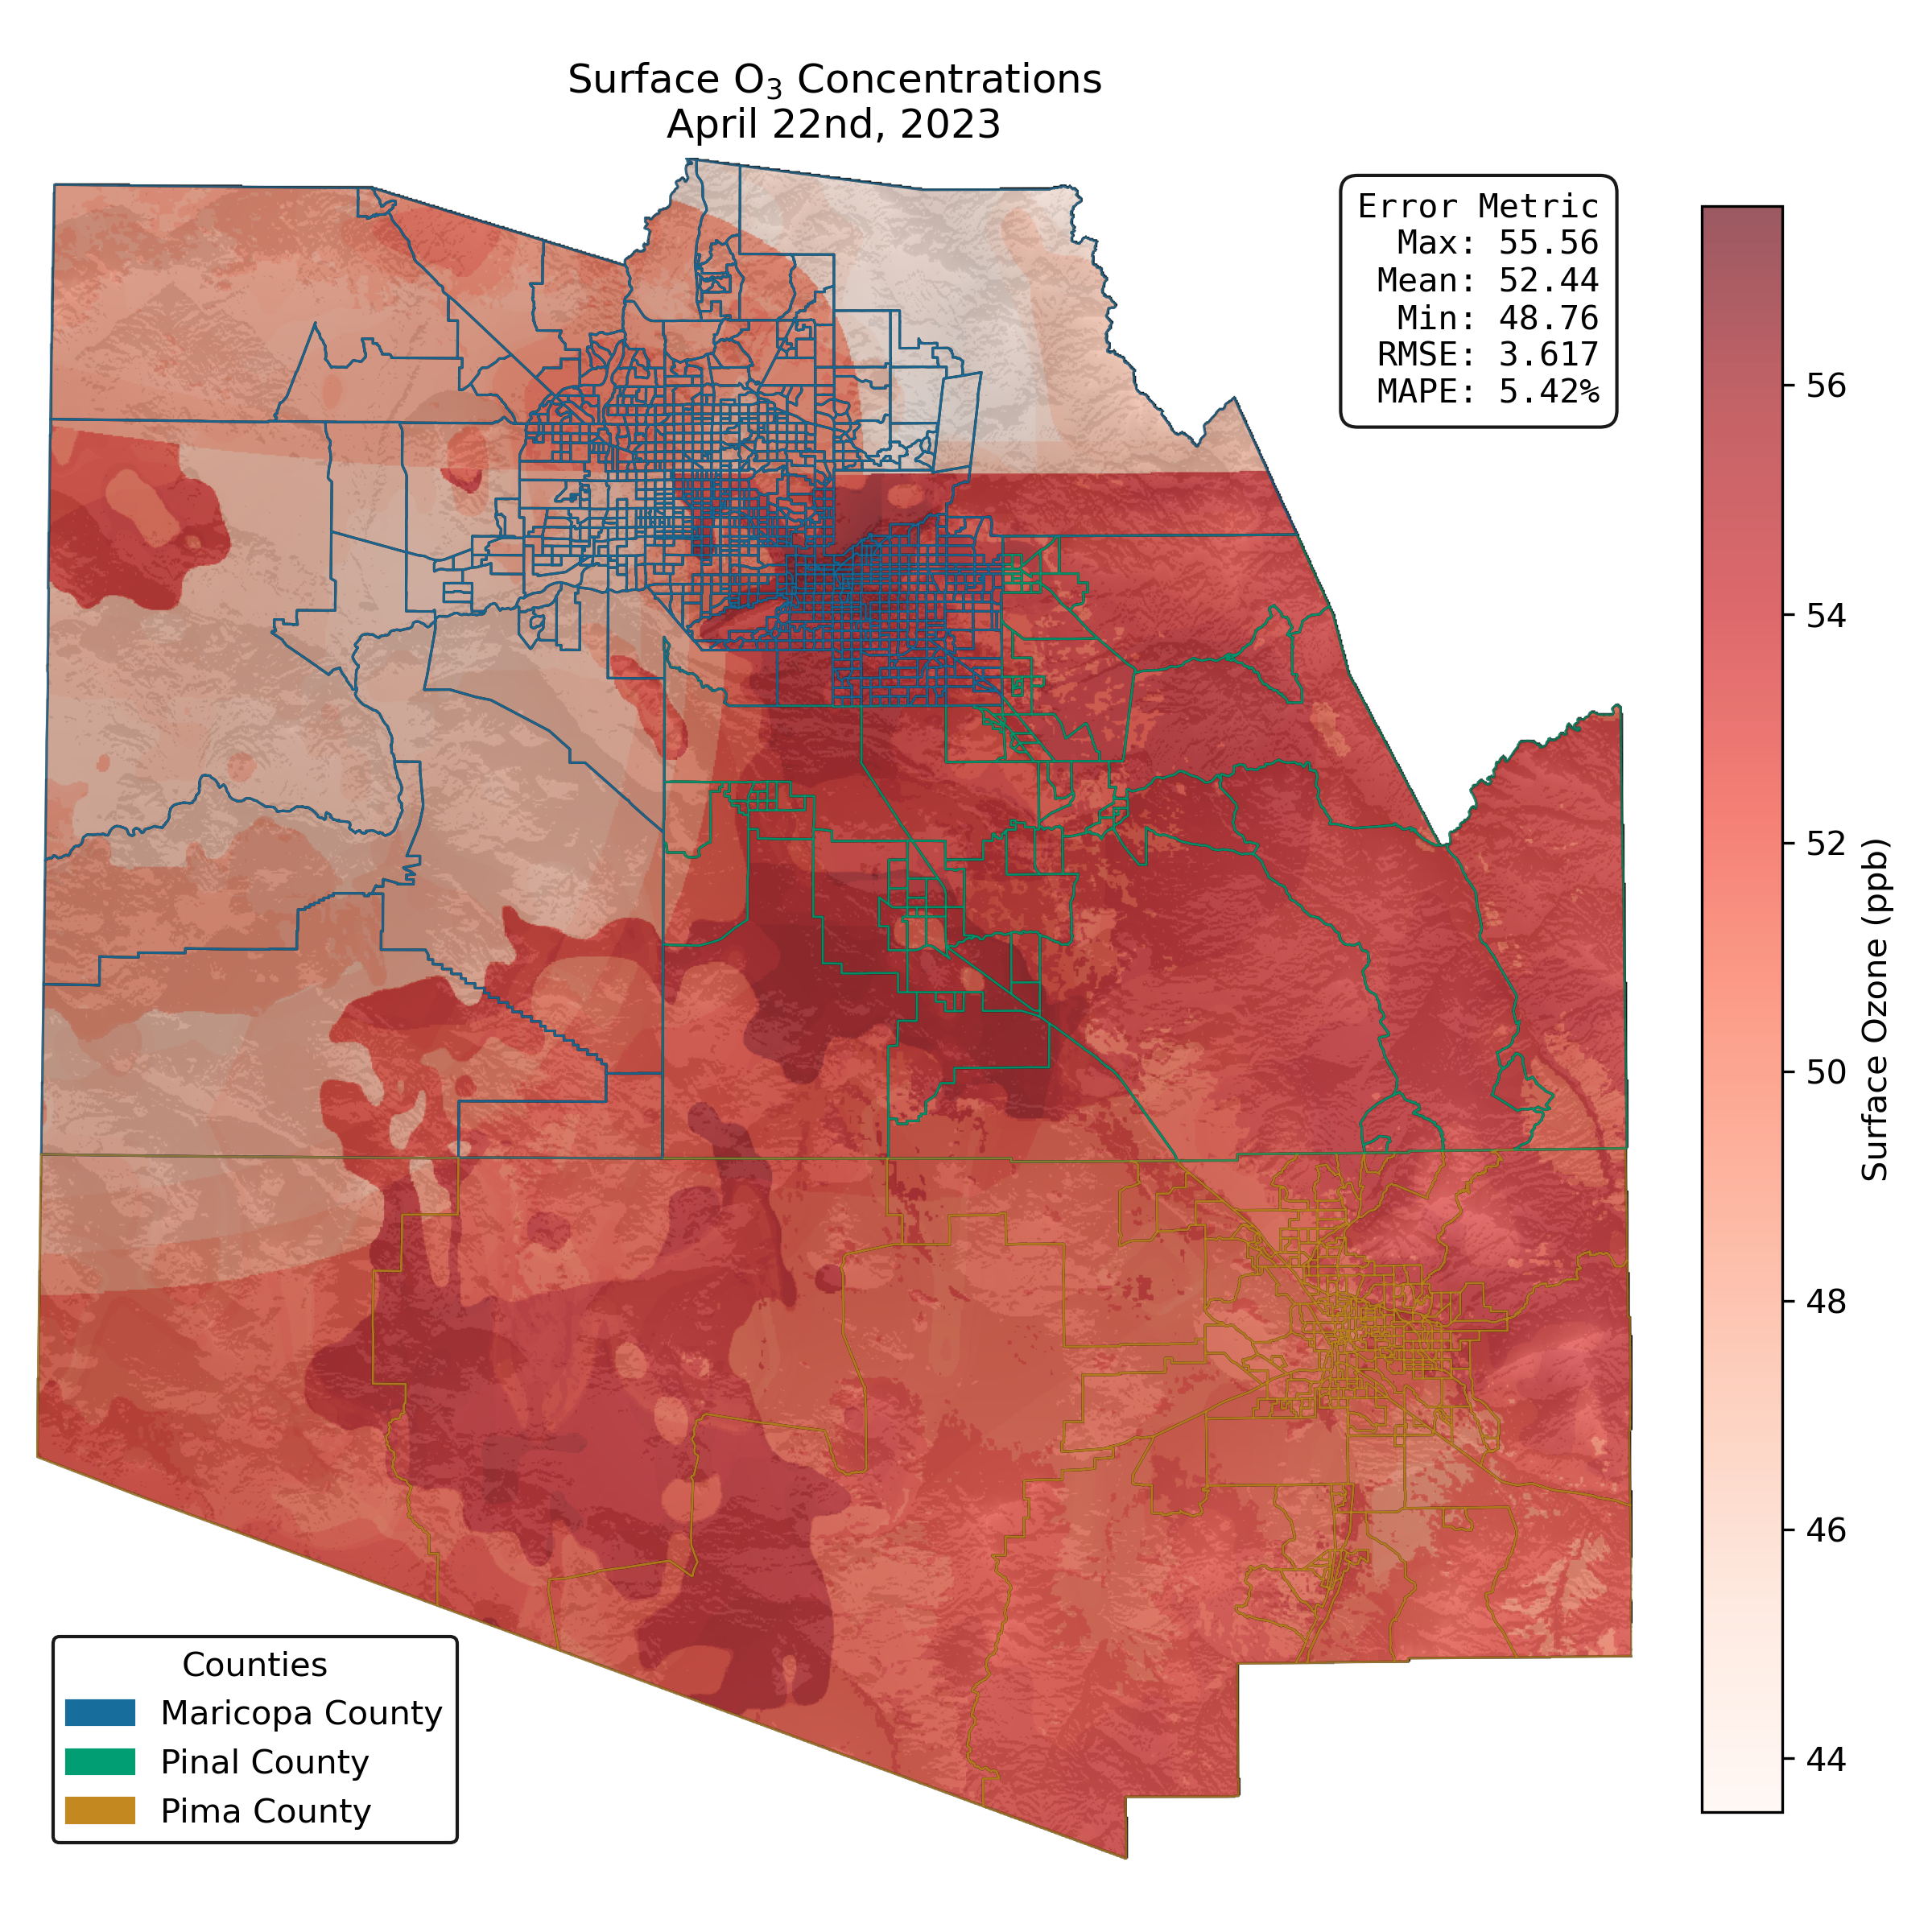 Surface O₃ Concentrations
April 22nd, 2023
Error Metric
Max: 55.56
Mean: 52.44
Min: 48.76
RMSE: 3.617
MAPE: 5.42%
56
54
52
50
48
46
44
Surface Ozone (ppb)
Counties
Maricopa County
Pinal County
Pima County